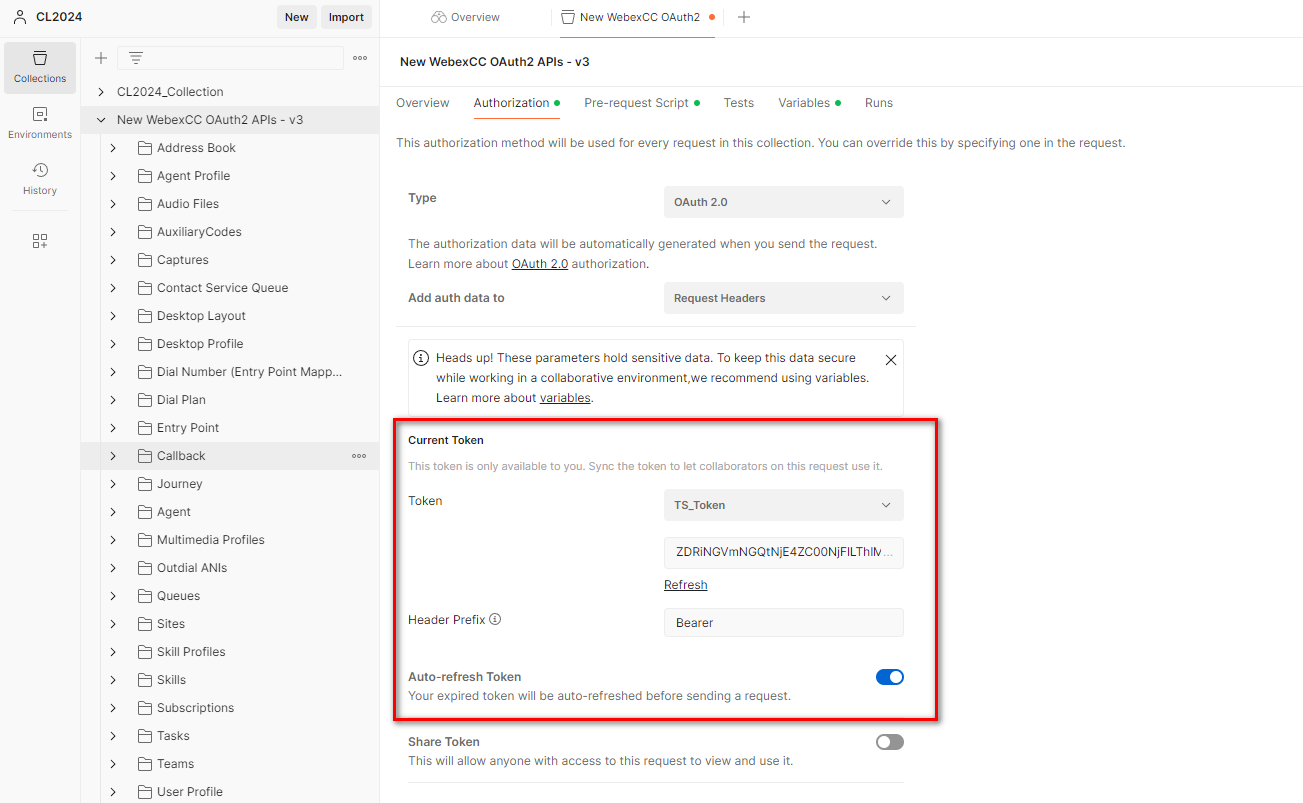 CL2024
New
Import
Overview
New WebexCC OAuth2
Collections
Environments
History
CL2024_Collection
New WebexCC OAuth2 APIs - v3
Address Book
Agent Profile
Audio Files
AuxiliaryCodes
Captures
Contact Service Queue
Desktop Layout
Desktop Profile
Dial Number (Entry Point Mapp...
Dial Plan
Entry Point
Callback
Journey
Agent
Multimedia Profiles
Outdial ANIs
Queues
Sites
Skill Profiles
Skills
Subscriptions
Tasks
Teams
User Profile
New WebexCC OAuth2 APIs - v3
Overview
Authorization
Pre-request Script
Tests
Variables
Runs
This authorization method will be used for every request in this collection. You can override this by specifying one in the request.
Type
OAuth 2.0
The authorization data will be automatically generated when you send the request.
Learn more about OAuth 2.0 authorization.
Add auth data to
Request Headers
Heads up! These parameters hold sensitive data. To keep this data secure
while working in a collaborative environment,we recommend using variables.
Learn more about variables.
Current Token
This token is only available to you. Sync the token to let collaborators on this request use it.
Token
TS_Token
Refresh
Header Prefix
Bearer
Auto-refresh Token
Your expired token will be auto-refreshed before sending a request.
Share Token
This will allow anyone with access to this request to view and use it.